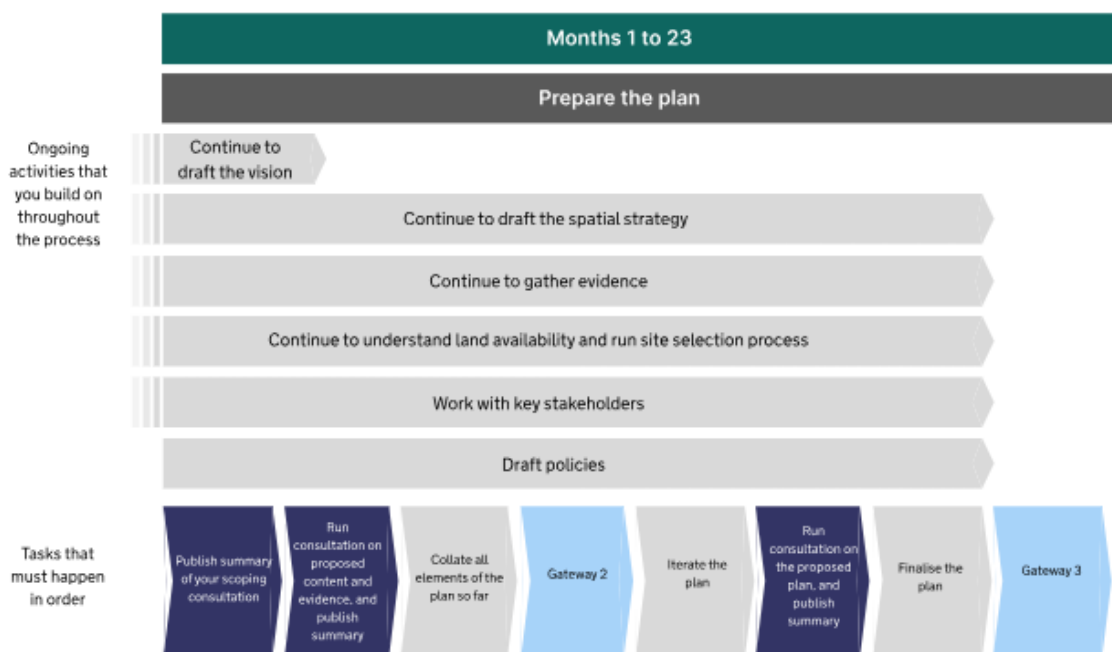 Months 1 to 23
Prepare the plan
Ongoing
activities that
you build on
throughout
the process
Continue to
draft the vision
Continue to draft the spatial strategy
Continue to gather evidence
Continue to understand land availability and run site selection process
Work with key stakeholders
Draft policies
Tasks that
must happen
in order
Publish summary
of your scoping
consultation
Run
consultation on
proposed
content and
evidence, and
publish
summary
Collate all
elements of the
plan so far
Gateway 2
Iterate the
plan
Run
consultation on
the proposed
plan, and
publish
summary
Finalise the
plan
Gateway 3